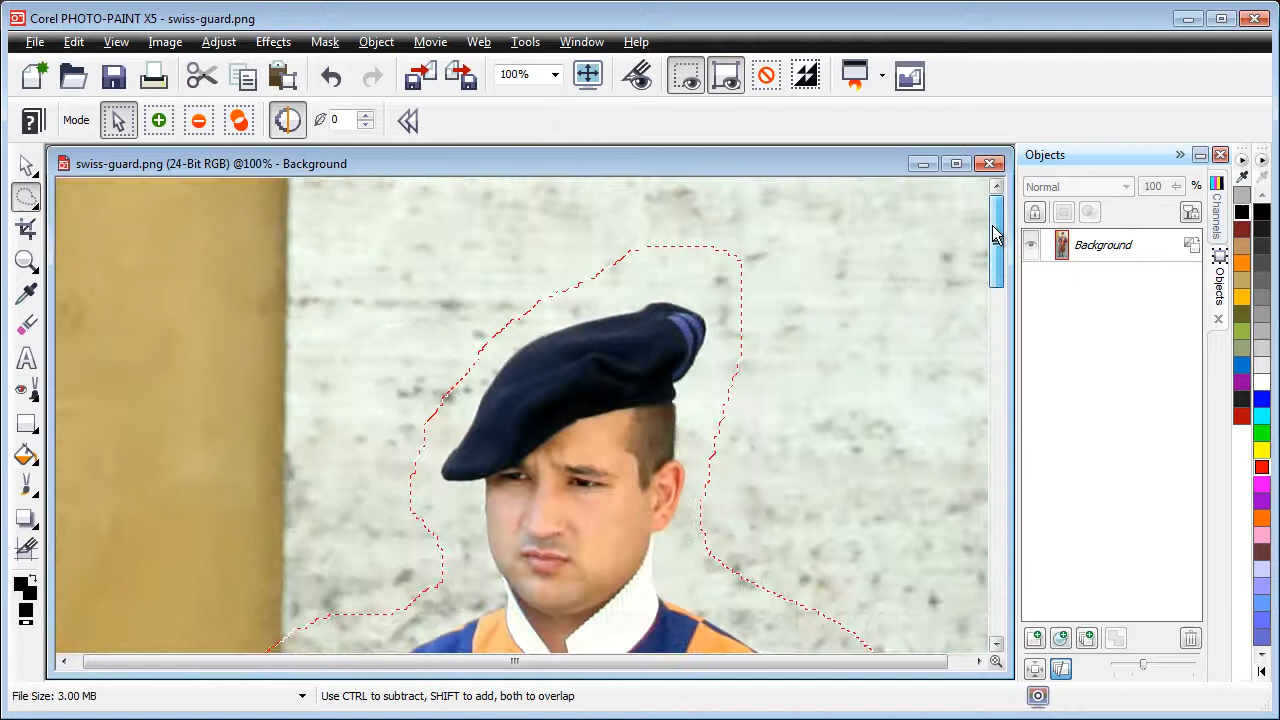 Corel PHOTO-PAINT X5 - swiss-guard.png
File Edit View Image Adjust Effects Mask Object Movie Web Tools Window Help
100%
Mode 0
swiss-guard.png (24-Bit RGB) @100% - Background
Objects
Normal 100 %
Channels
Background
Objects
File Size: 3.00 MB
Use CTRL to subtract, SHIFT to add, both to overlap